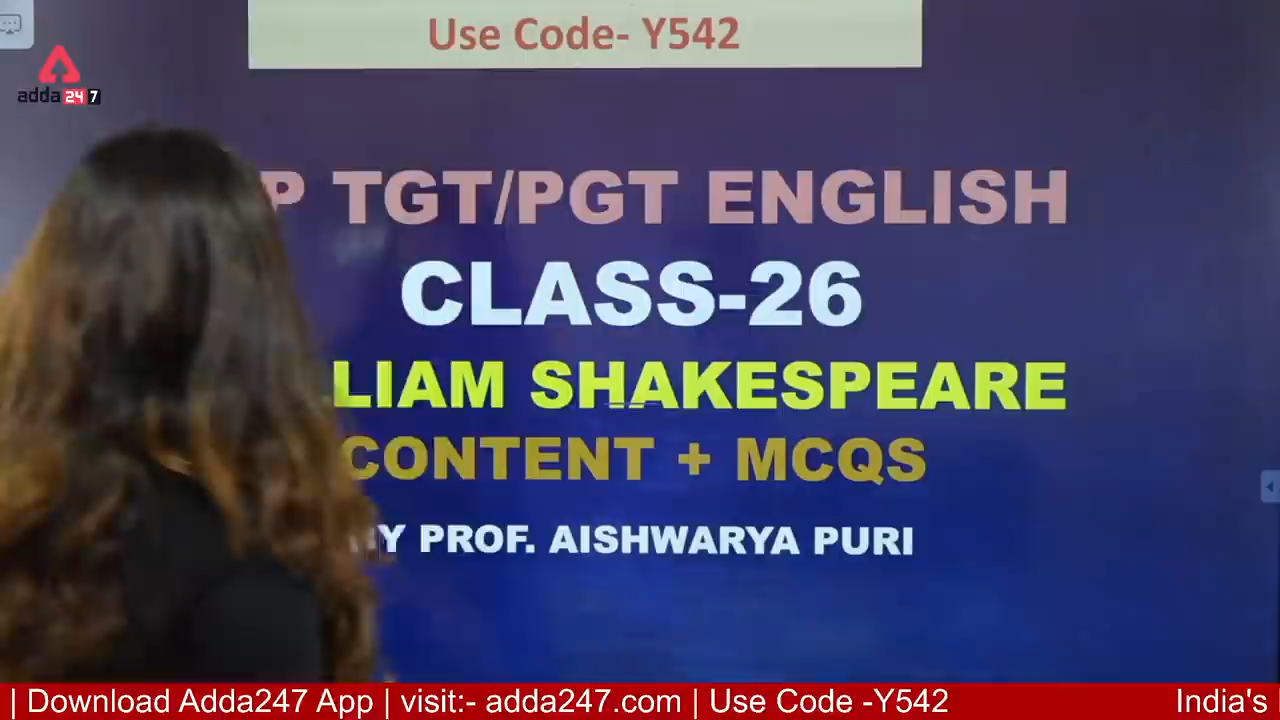 Use Code- Y542
adda 247
P TGT/PGT ENGLISH
CLASS-26
LIAM SHAKESPEARE
CONTENT + MCQS
BY PROF. AISHWARYA PURI
| Download Adda247 App | visit:- adda247.com | Use Code -Y542 India's